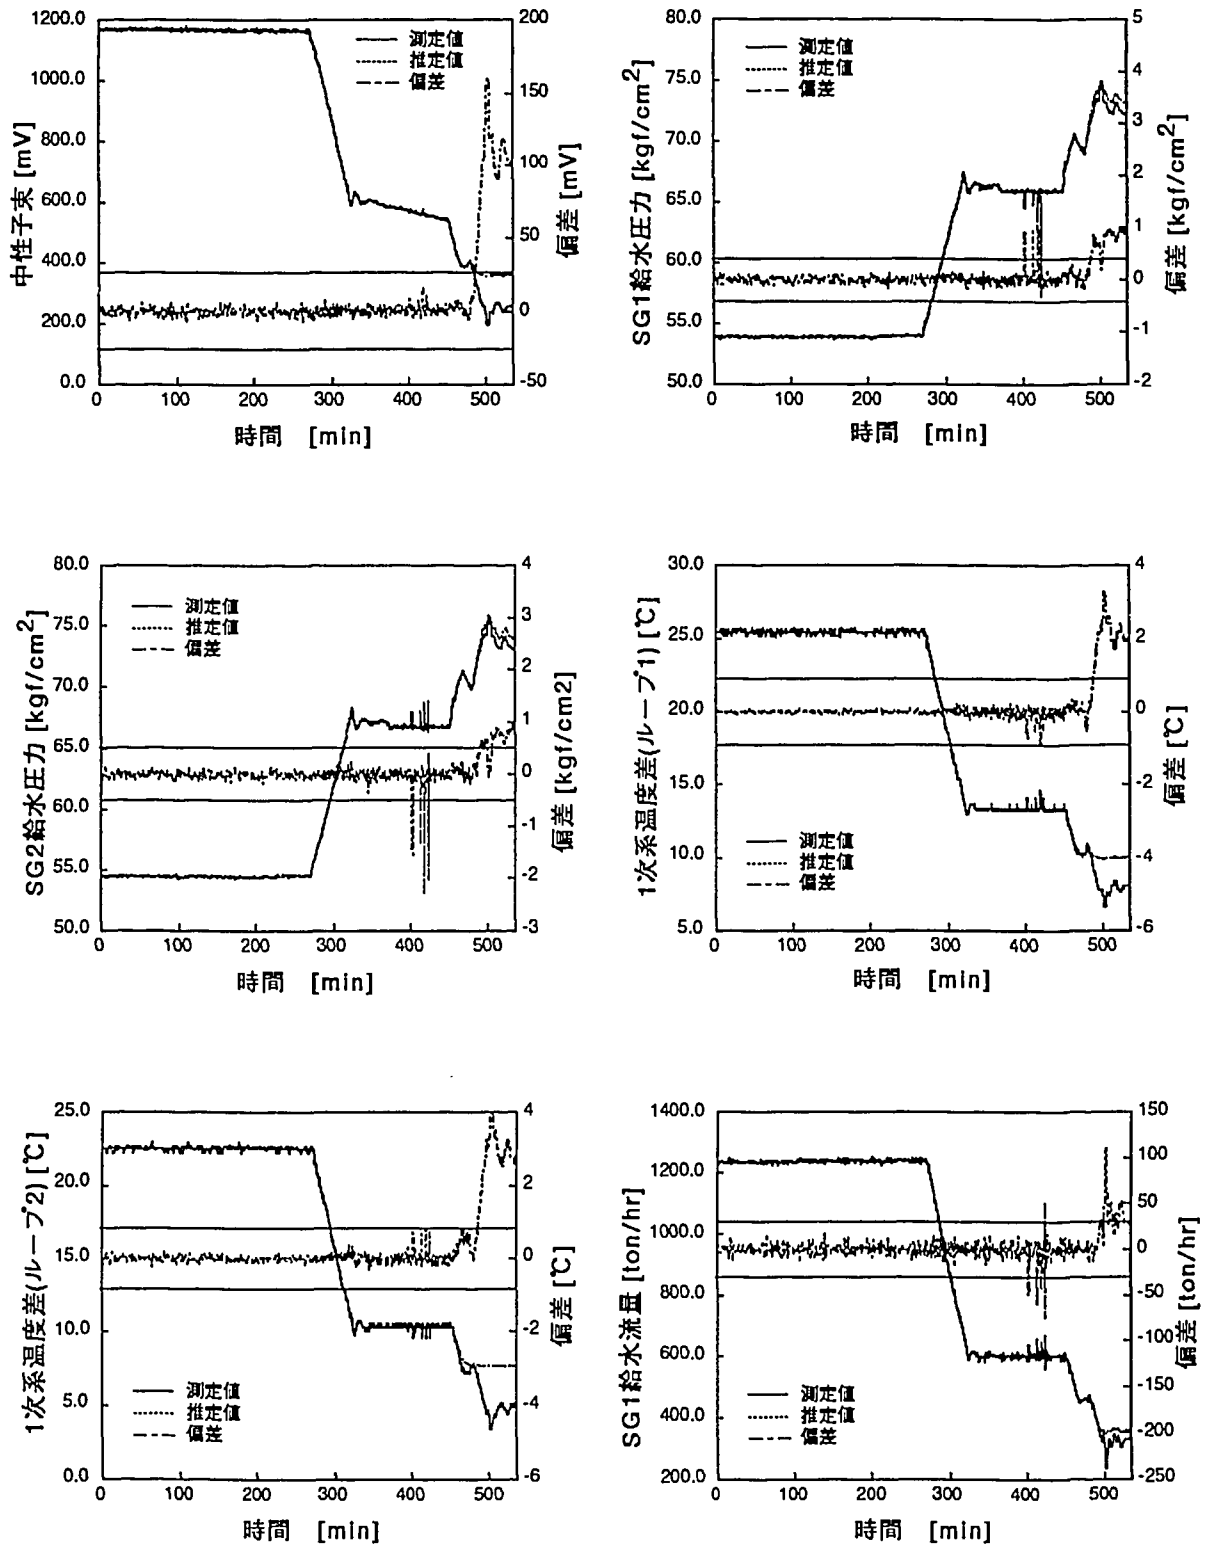 中性子束 [mV]
1200.0
1000.0
800.0
600.0
400.0
200.0
0.0
測定値
推定値
偏差
200
150
100
50
0
-50
偏差 [mV]
0 100 200 300 400 500
時間 [min]
SG1給水圧力 [kgf/cm2]
80.0
75.0
70.0
65.0
60.0
55.0
50.0
測定値
推定値
偏差
5
4
3
2
1
0
-1
-2
偏差 [kgf/cm2]
0 100 200 300 400 500
時間 [min]
SG2給水圧力 [kgf/cm2]
80.0
75.0
70.0
65.0
60.0
55.0
50.0
測定値
推定値
偏差
4
3
2
1
0
-1
-2
-3
偏差 [kgf/cm2]
0 100 200 300 400 500
時間 [min]
1次系温度差(ループ1) [℃]
30.0
25.0
20.0
15.0
10.0
5.0
測定値
推定値
偏差
4
2
0
-2
-4
-6
偏差 [℃]
0 100 200 300 400 500
時間 [min]
1次系温度差(ループ2) [℃]
25.0
20.0
15.0
10.0
5.0
0.0
測定値
推定値
偏差
4
2
0
-2
-4
-6
偏差 [℃]
0 100 200 300 400 500
時間 [min]
SG1給水流量 [ton/hr]
1400.0
1200.0
1000.0
800.0
600.0
400.0
200.0
測定値
推定値
偏差
150
100
50
0
-50
-100
-150
-200
-250
偏差 [ton/hr]
0 100 200 300 400 500
時間 [min]